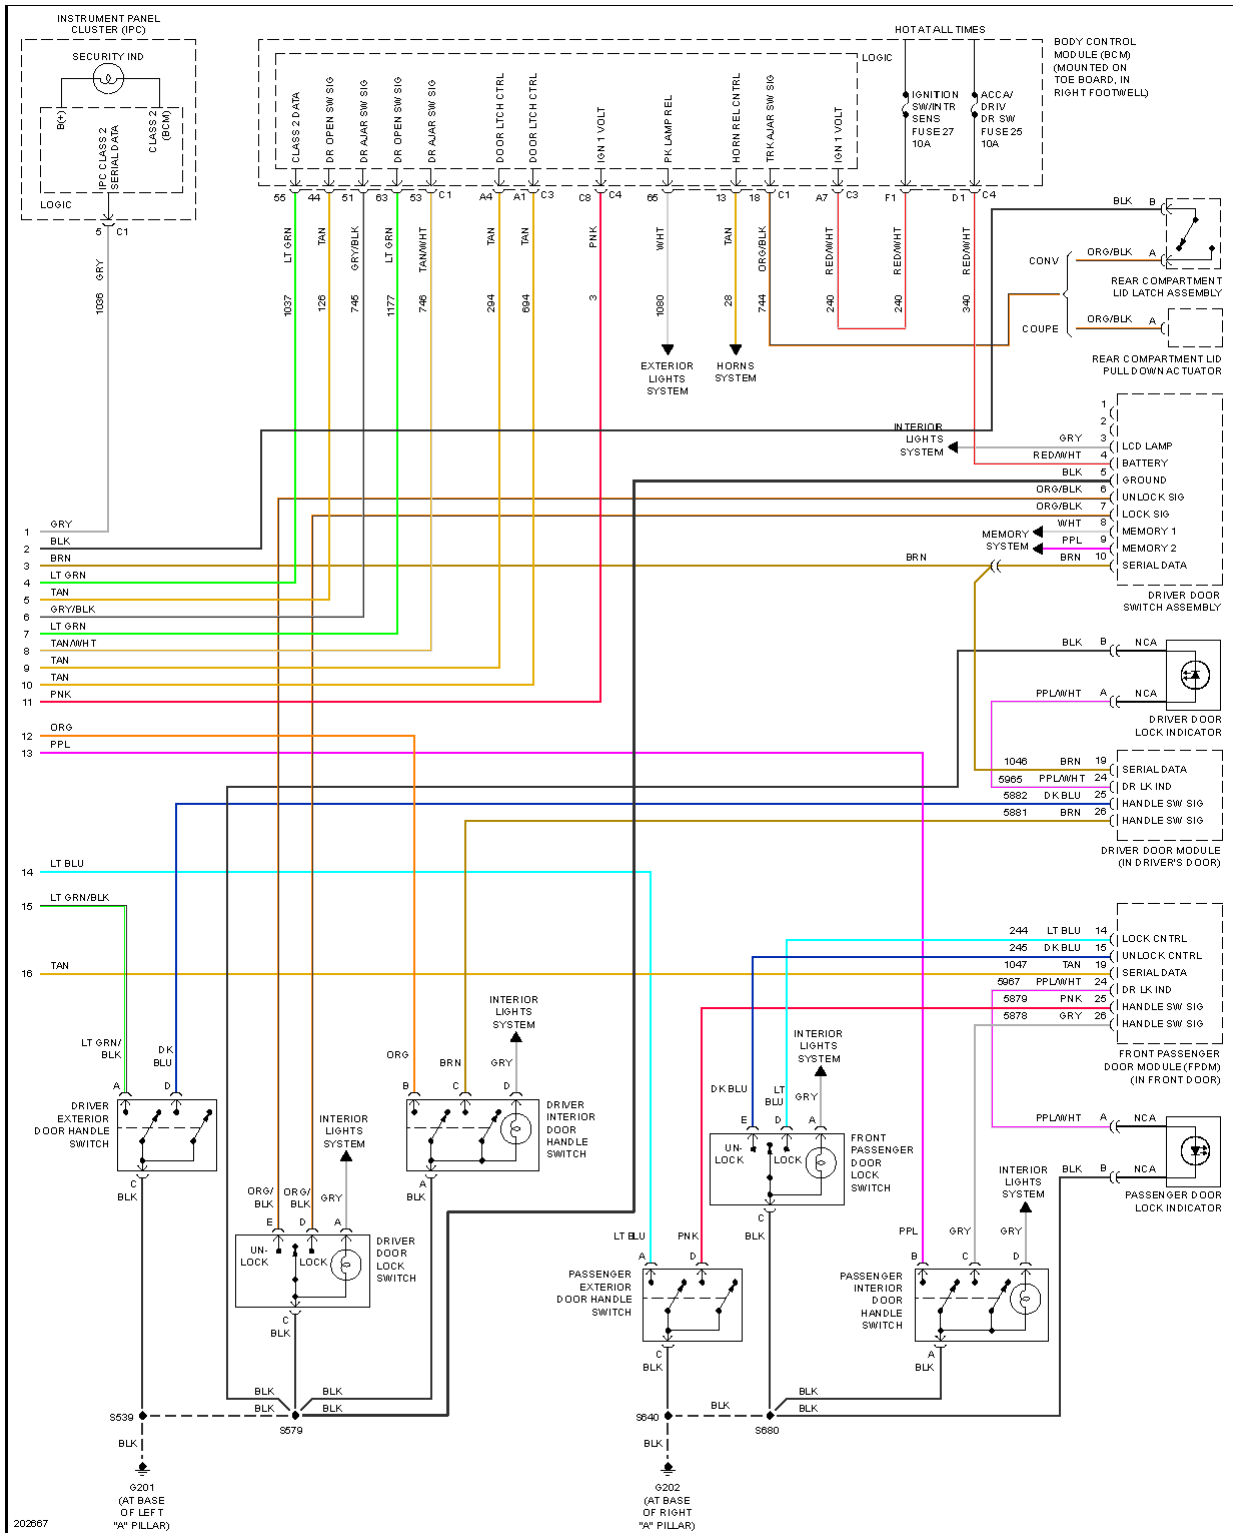 INSTRUMENT PANEL
CLUSTER (IPC)
SECURITY IND
B(+)
IPC CLASS 2
SERIAL DATA
CLASS 2
(BCM)
LOGIC
5 C1
GRY
1036
HOT AT ALL TIMES
BODY CONTROL
MODULE (BCM)
(MOUNTED ON
TOE BOARD, IN
RIGHT FOOTWELL)
LOGIC
IGNITION
SW/INTR
SENS
FUSE 27
10A
ACCA/
DRIV
DR SW
FUSE 25
10A
CLASS 2 DATA
DR OPEN SW SIG
DR AJAR SW SIG
DR OPEN SW SIG
DR AJAR SW SIG
DOOR LTCH CTRL
DOOR LTCH CTRL
IGN 1 VOLT
PK LAMP REL
HORN REL CNTRL
TRK AJAR SW SIG
IGN 1 VOLT
55 44 51 63 53 C1 A4 A1 C3 C8 C4 65 13 18 C1 A7 C3 F1 D1 C4
LT GRN
TAN
GRY/BLK
LT GRN
TAN/WHT
TAN
TAN
PNK
WHT
TAN
ORG/BLK
RED/WHT
RED/WHT
RED/WHT
1037
126
745
1177
746
294
694
3
1080
28
744
240
240
340
EXTERIOR
LIGHTS
SYSTEM
HORNS
SYSTEM
BLK B
CONV
ORG/BLK A
REAR COMPARTMENT
LID LATCH ASSEMBLY
COUPE
ORG/BLK A
REAR COMPARTMENT LID
PULL DOWN ACTUATOR
INTERIOR
LIGHTS
SYSTEM
1
2
GRY 3 LCD LAMP
RED/WHT 4 BATTERY
BLK 5 GROUND
ORG/BLK 6 UNLOCK SIG
ORG/BLK 7 LOCK SIG
WHT 8 MEMORY 1
PPL 9 MEMORY 2
BRN BRN 10 SERIAL DATA
MEMORY
SYSTEM
DRIVER DOOR
SWITCH ASSEMBLY
1 GRY
2 BLK
3 BRN
4 LT GRN
5 TAN
6 GRY/BLK
7 LT GRN
8 TAN/WHT
9 TAN
10 TAN
11 PNK
12 ORG
13 PPL
14 LT BLU
15 LT GRN/BLK
16 TAN
BLK B NCA
PPL/WHT A NCA
DRIVER DOOR
LOCK INDICATOR
1046 BRN 19 SERIAL DATA
5965 PPL/WHT 24 DR LK IND
5882 DK BLU 25 HANDLE SW SIG
5881 BRN 26 HANDLE SW SIG
DRIVER DOOR MODULE
(IN DRIVER'S DOOR)
244 LT BLU 14 LOCK CNTRL
245 DK BLU 15 UNLOCK CNTRL
1047 TAN 19 SERIAL DATA
5967 PPL/WHT 24 DR LK IND
5879 PNK 25 HANDLE SW SIG
5878 GRY 26 HANDLE SW SIG
FRONT PASSENGER
DOOR MODULE (FPDM)
(IN FRONT DOOR)
PPL/WHT A NCA
BLK B NCA
PASSENGER DOOR
LOCK INDICATOR
LT GRN/
BLK
DK
BLU
A D
DRIVER
EXTERIOR
DOOR HANDLE
SWITCH
C
BLK
INTERIOR
LIGHTS
SYSTEM
ORG BRN GRY
B C D
DRIVER
INTERIOR
DOOR
HANDLE
SWITCH
A
BLK
INTERIOR
LIGHTS
SYSTEM
ORG/
BLK
ORG/
BLK
GRY
E D A
UN-
LOCK
LOCK
DRIVER
DOOR
LOCK
SWITCH
C
BLK
INTERIOR
LIGHTS
SYSTEM
DK BLU
LT
BLU
GRY
E D A
UN-
LOCK
LOCK
FRONT
PASSENGER
DOOR
LOCK
SWITCH
C
BLK
LT BLU PNK
A D
PASSENGER
EXTERIOR
DOOR HANDLE
SWITCH
C
BLK
INTERIOR
LIGHTS
SYSTEM
PPL GRY GRY
B C D
PASSENGER
INTERIOR
DOOR
HANDLE
SWITCH
A
BLK
BLK BLK
BLK BLK
S539 S579
BLK
G201
(AT BASE
OF LEFT
"A" PILLAR)
BLK
BLK
BLK
S640 S680
BLK
G202
(AT BASE
OF RIGHT
"A" PILLAR)
202667